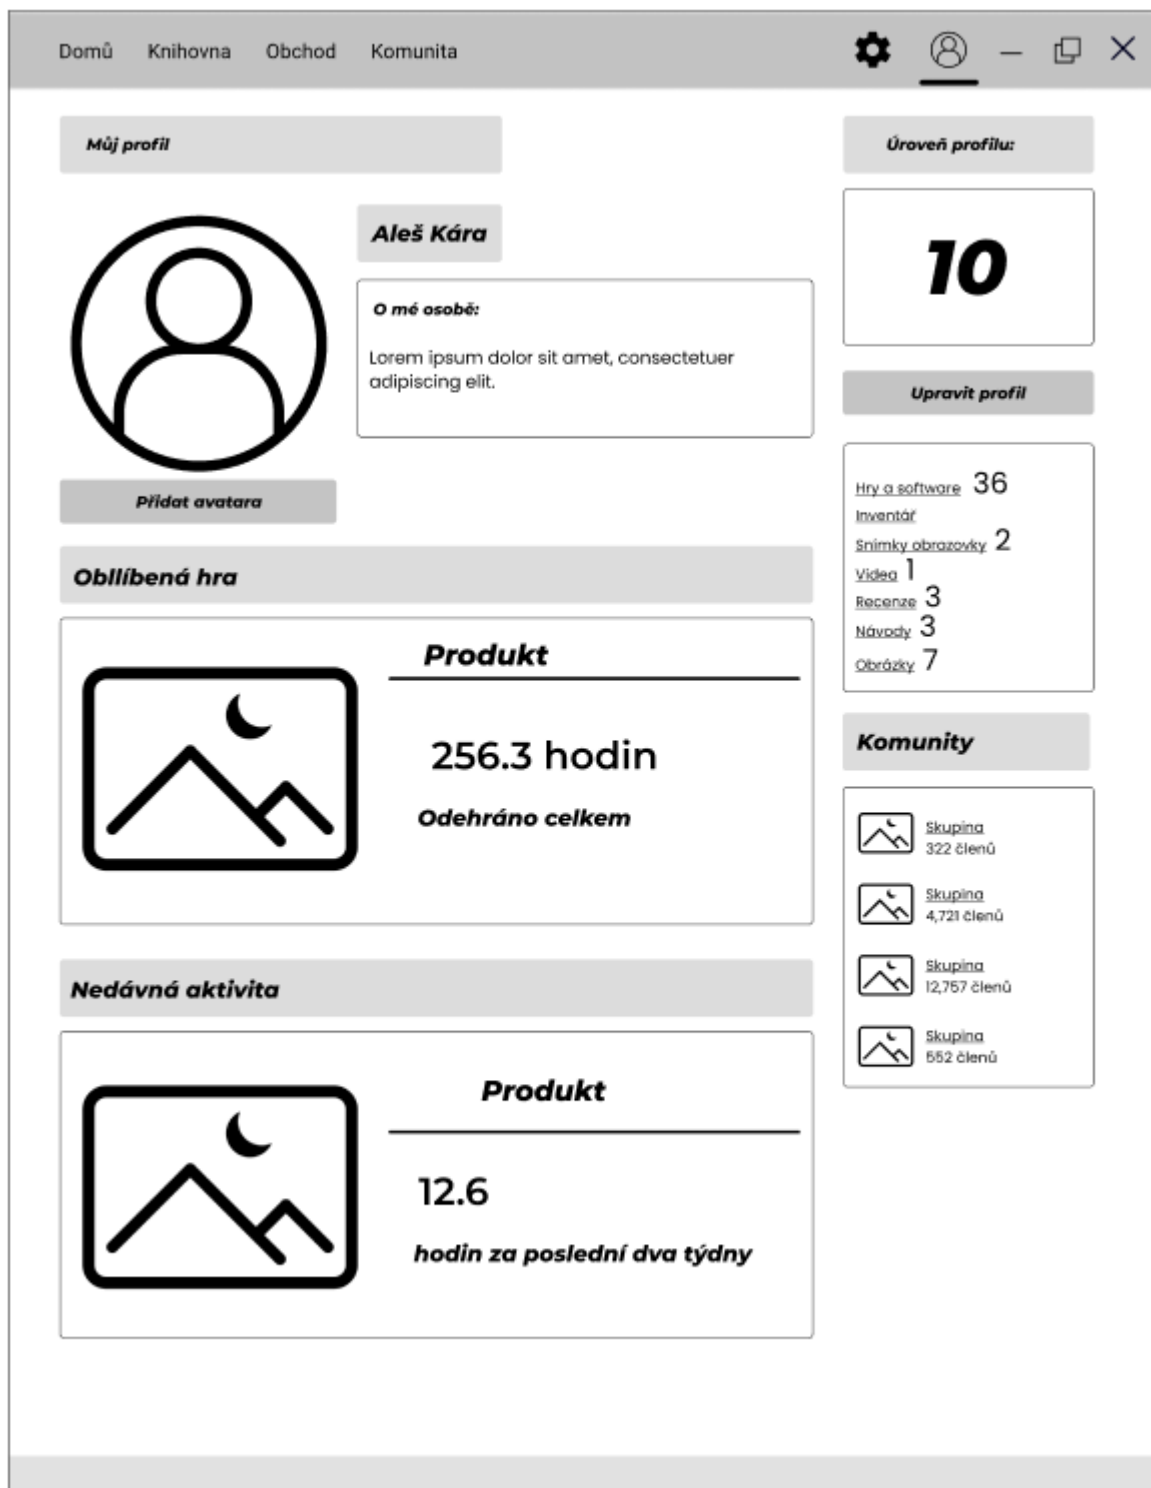 Domů Knihovna Obchod Komunita
Můj profil
Aleš Kára
O mé osobě:
Lorem ipsum dolor sit amet, consectetuer
adipiscing elit.
Přidat avatara
Obllíbená hra
Produkt
256.3 hodin
Odehráno celkem
Nedávná aktivita
Produkt
12.6
hodin za poslední dva týdny
Úroveň profilu:
10
Upravit profil
Hry a software 36
Inventář
Snímky obrazovky 2
Videa 1
Recenze 3
Návody 3
Obrázky 7
Komunity
Skupina
322 členů
Skupina
4,721 členů
Skupina
12,757 členů
Skupina
552 členů